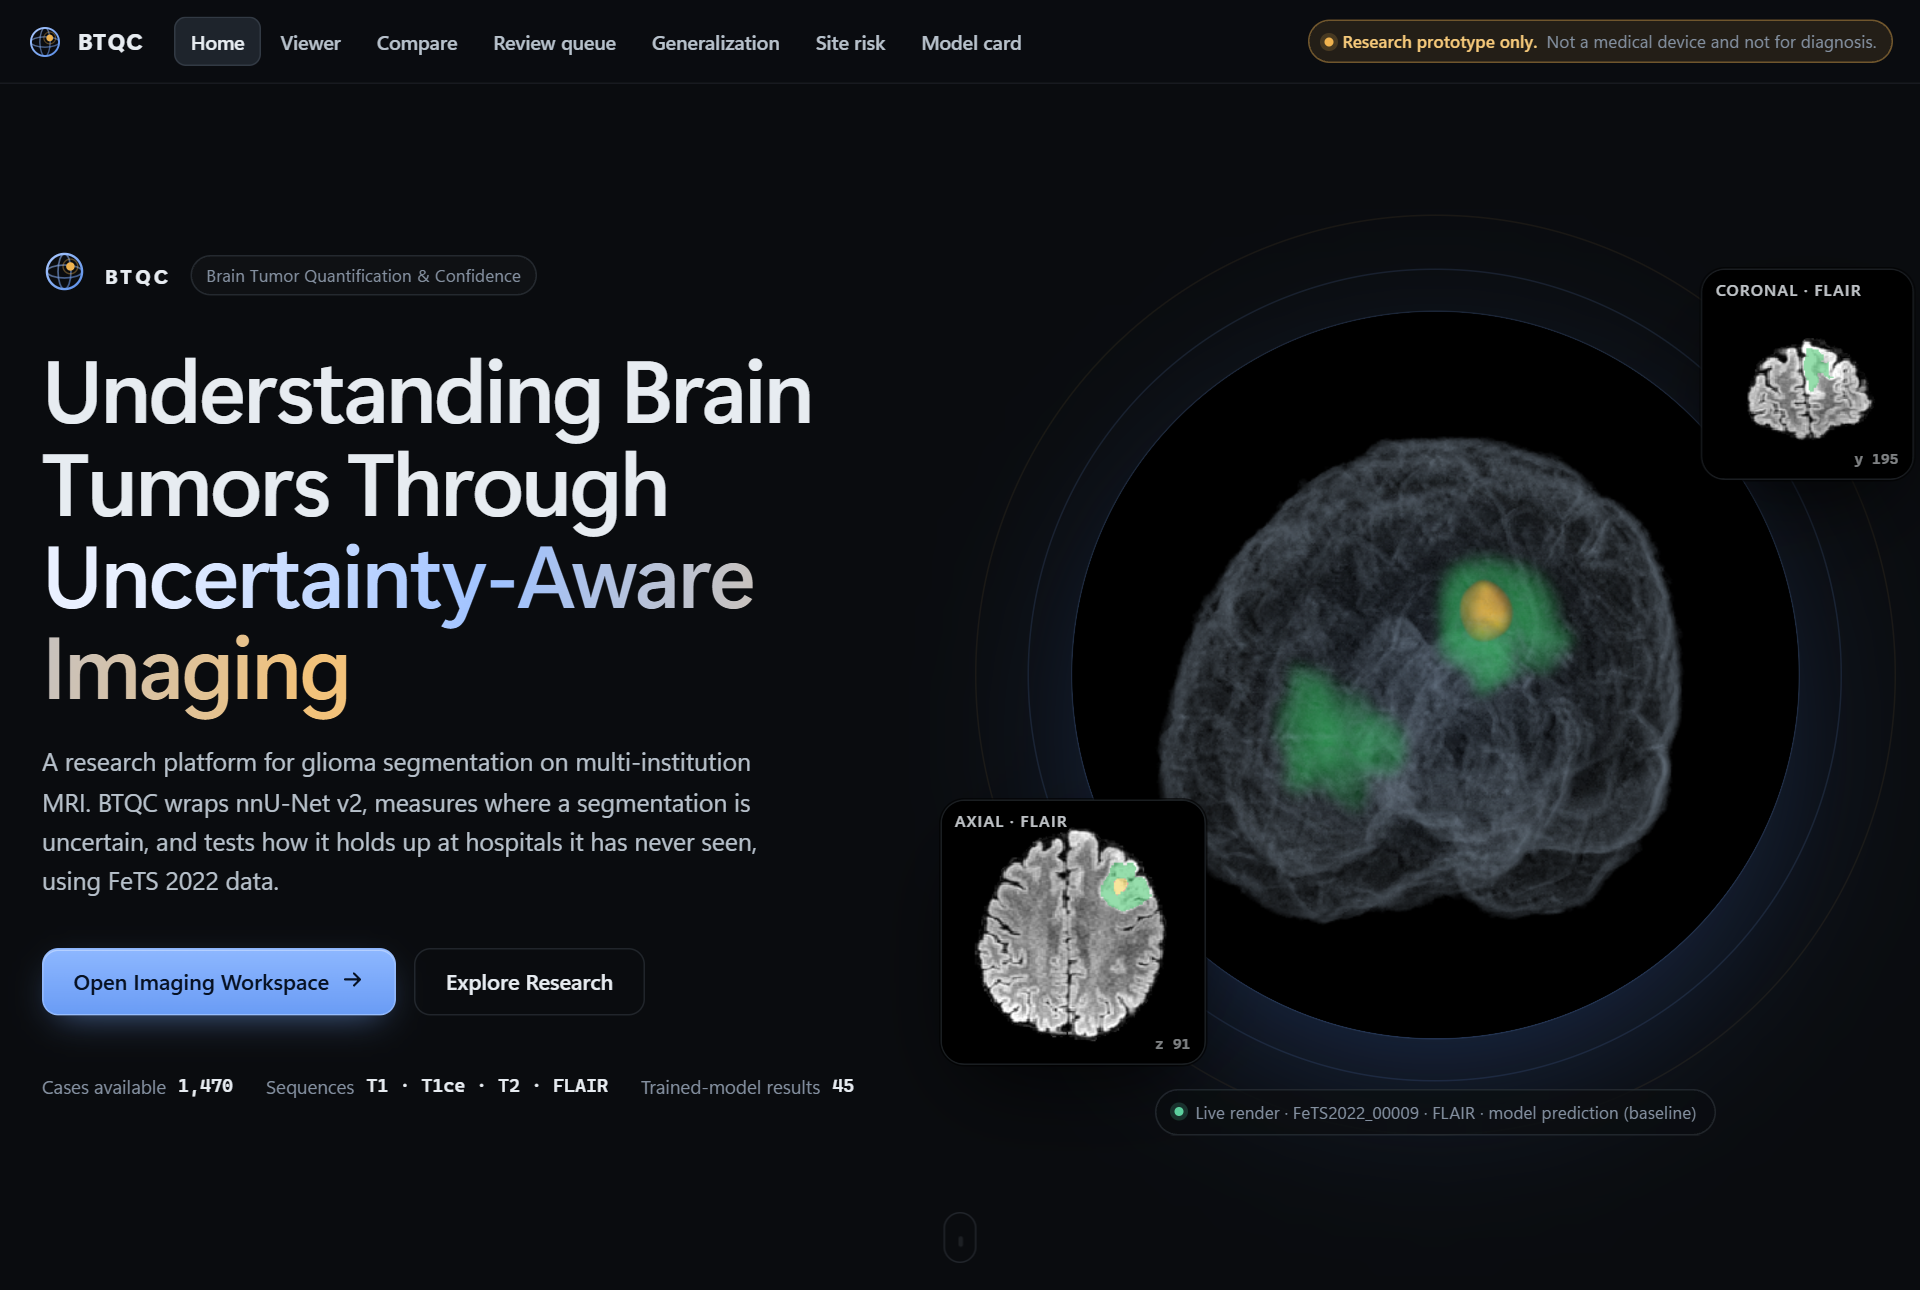 BTQC
Home
Viewer
Compare
Review queue
Generalization
Site risk
Model card
Research prototype only. Not a medical device and not for diagnosis.
BTQC
Brain Tumor Quantification & Confidence
Understanding Brain
Tumors Through
Uncertainty-Aware
Imaging
A research platform for glioma segmentation on multi-institution
MRI. BTQC wraps nnU-Net v2, measures where a segmentation is
uncertain, and tests how it holds up at hospitals it has never seen,
using FeTS 2022 data.
Open Imaging Workspace →
Explore Research
Cases available 1,470
Sequences T1 · T1ce · T2 · FLAIR
Trained-model results 45
CORONAL · FLAIR
y 195
AXIAL · FLAIR
z 91
Live render · FeTS2022_00009 · FLAIR · model prediction (baseline)